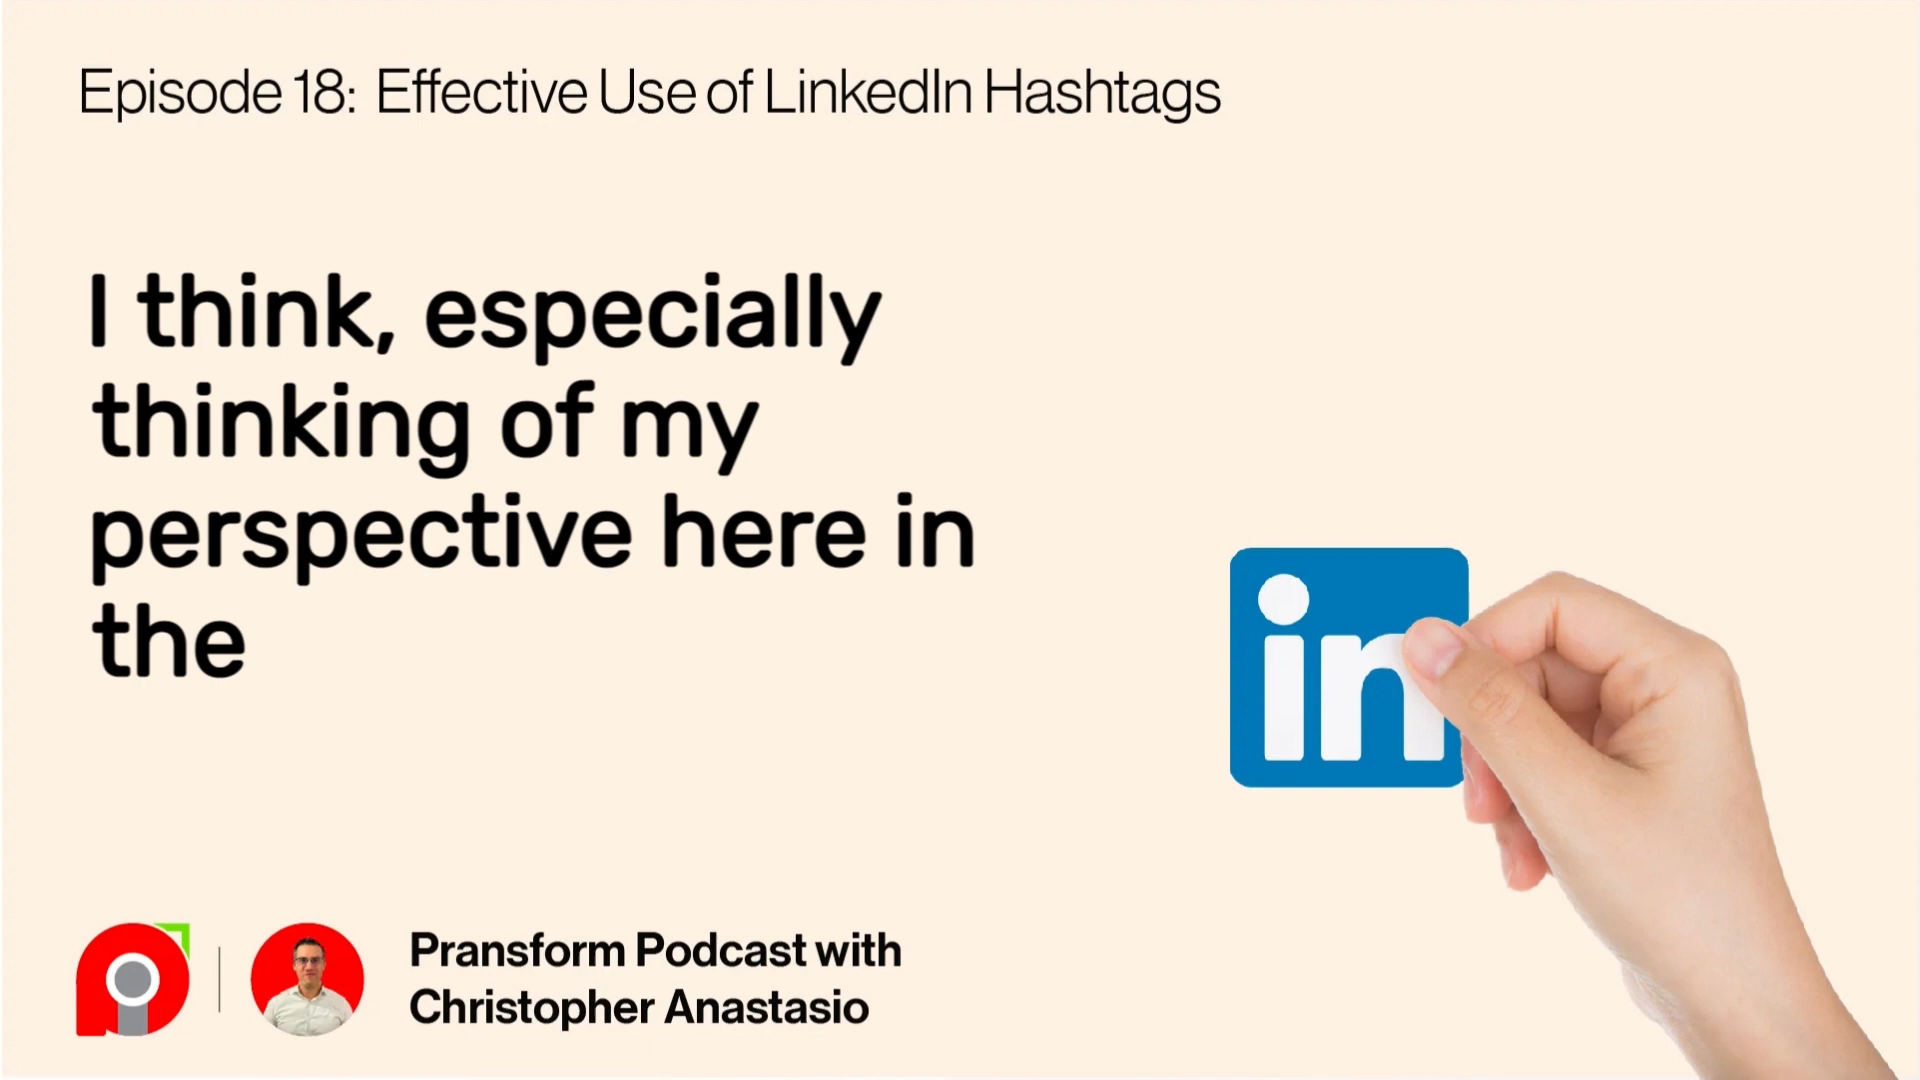 Episode 18: Effective Use of LinkedIn Hashtags
I think, especially
thinking of my
perspective here in
the
in
Pransform Podcast with
Christopher Anastasio